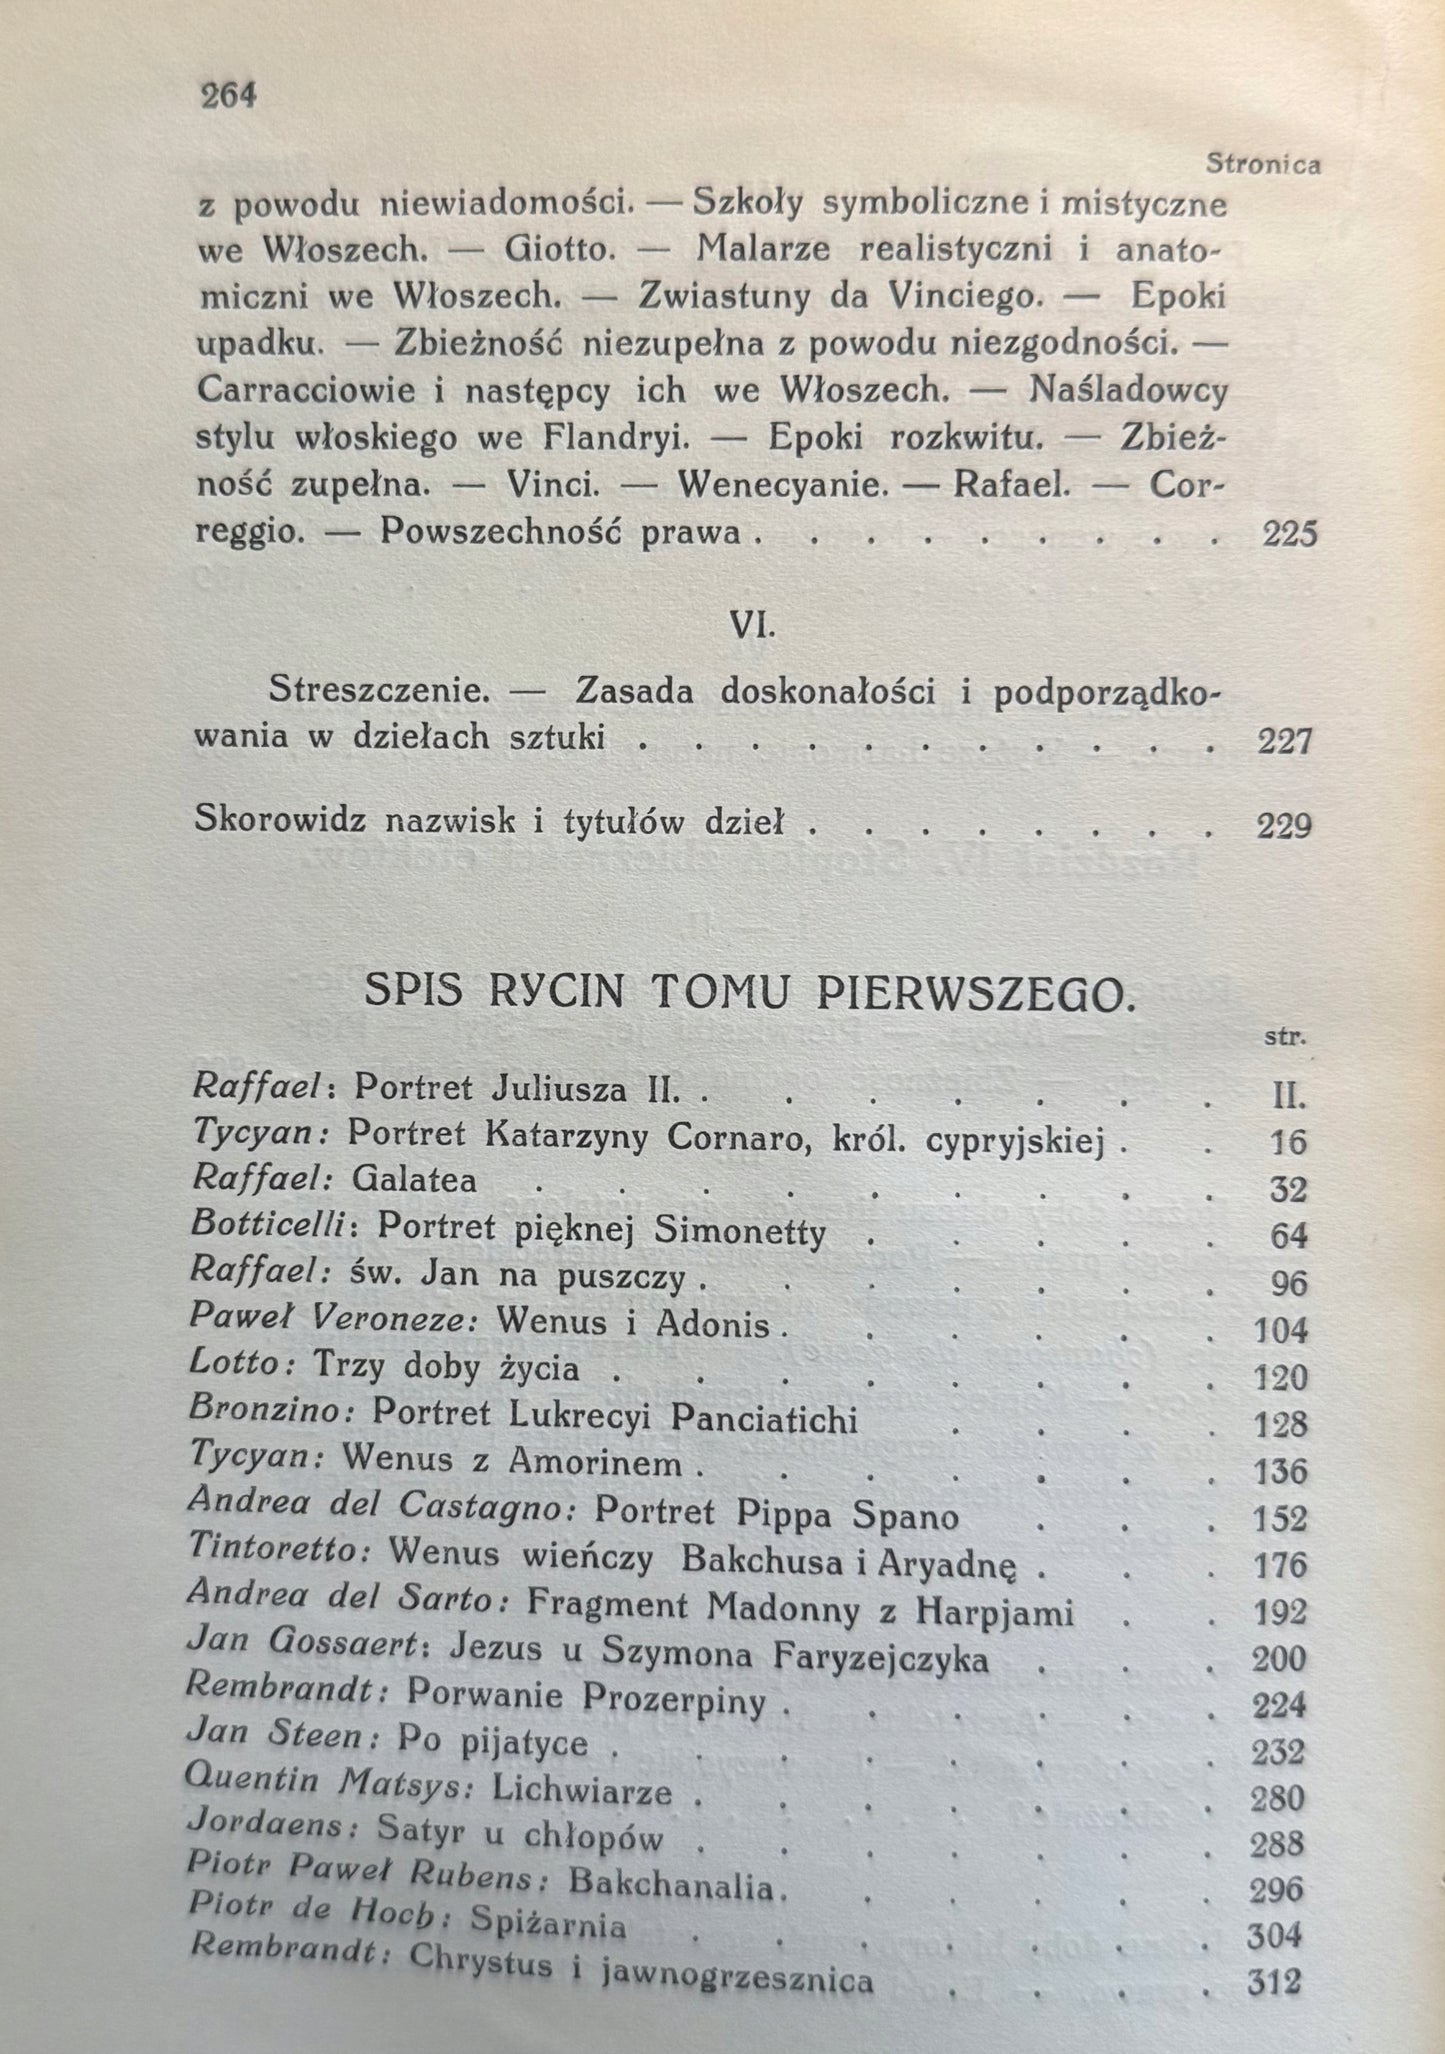 264
Stronica
z powodu niewiadomości. — Szkoły symboliczne i mistyczne
we Włoszech. — Giotto. — Malarze realistyczni i anato-
miczni we Włoszech. — Zwiastuny da Vinciego. — Epoki
upadku. — Zbieżność niezupełna z powodu niezgodności. —
Carracciowie i następcy ich we Włoszech. — Naśladowcy
stylu włoskiego we Flandryi. — Epoki rozkwitu. — Zbież-
ność zupełna. — Vinci. — Wenecyanie. — Rafael. — Cor-
reggio. — Powszechność prawa . . . . . . . . . 225
VI.
Streszczenie. — Zasada doskonałości i podporządko-
wania w dziełach sztuki . . . . . . . . . . . 227
Skorowidz nazwisk i tytułów dzieł . . . . . . . . 229
SPIS RYCIN TOMU PIERWSZEGO.
str.
Raffael: Portret Juliusza II. . . . . . . . II.
Tycyan: Portret Katarzyny Cornaro, król. cypryjskiej . . 16
Raffael: Galatea . . . . . . . . . 32
Botticelli: Portret pięknej Simonetty . . . . . 64
Raffael: św. Jan na puszczy . . . . . . . 96
Paweł Veroneze: Wenus i Adonis . . . . . . 104
Lotto: Trzy doby życia . . . . . . . . 120
Bronzino: Portret Lukrecyi Panciatichi . . . . 128
Tycyan: Wenus z Amorinem . . . . . . . 136
Andrea del Castagno: Portret Pippa Spano . . . 152
Tintoretto: Wenus wieńczy Bakchusa i Aryadnę . . . 176
Andrea del Sarto: Fragment Madonny z Harpjami . . 192
Jan Gossaert: Jezus u Szymona Faryzejczyka . . . 200
Rembrandt: Porwanie Prozerpiny . . . . . . 224
Jan Steen: Po pijatyce . . . . . . . . 232
Quentin Matsys: Lichwiarze . . . . . . . 280
Jordaens: Satyr u chłopów . . . . . . . 288
Piotr Paweł Rubens: Bakchanalia . . . . . . 296
Piotr de Hoch: Spiżarnia . . . . . . . 304
Rembrandt: Chrystus i jawnogrzesznica . . . . 312